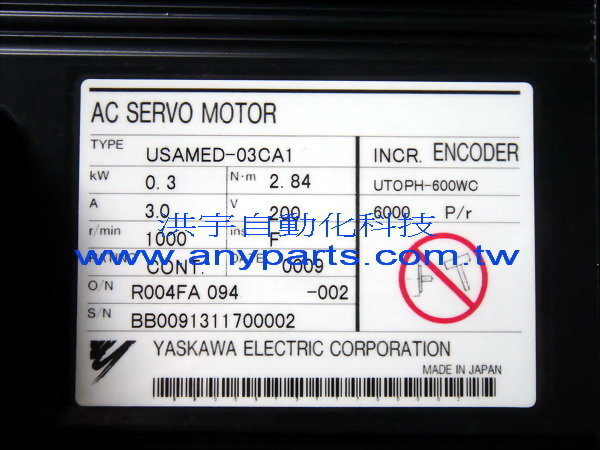 AC SERVO MOTOR
TYPE USAMED-03CA1 INCR. ENCODER
kW 0.3 N·m 2.84 UTOPH-600WC
A 3.0 V 200 6000 P/r
洪宇自動化科技
r/min 1000 ins F
www.anyparts.com.tw
CONT. DATE 0009
O/N R004FA 094 -002
S/N BB0091311700002
YASKAWA ELECTRIC CORPORATION
MADE IN JAPAN